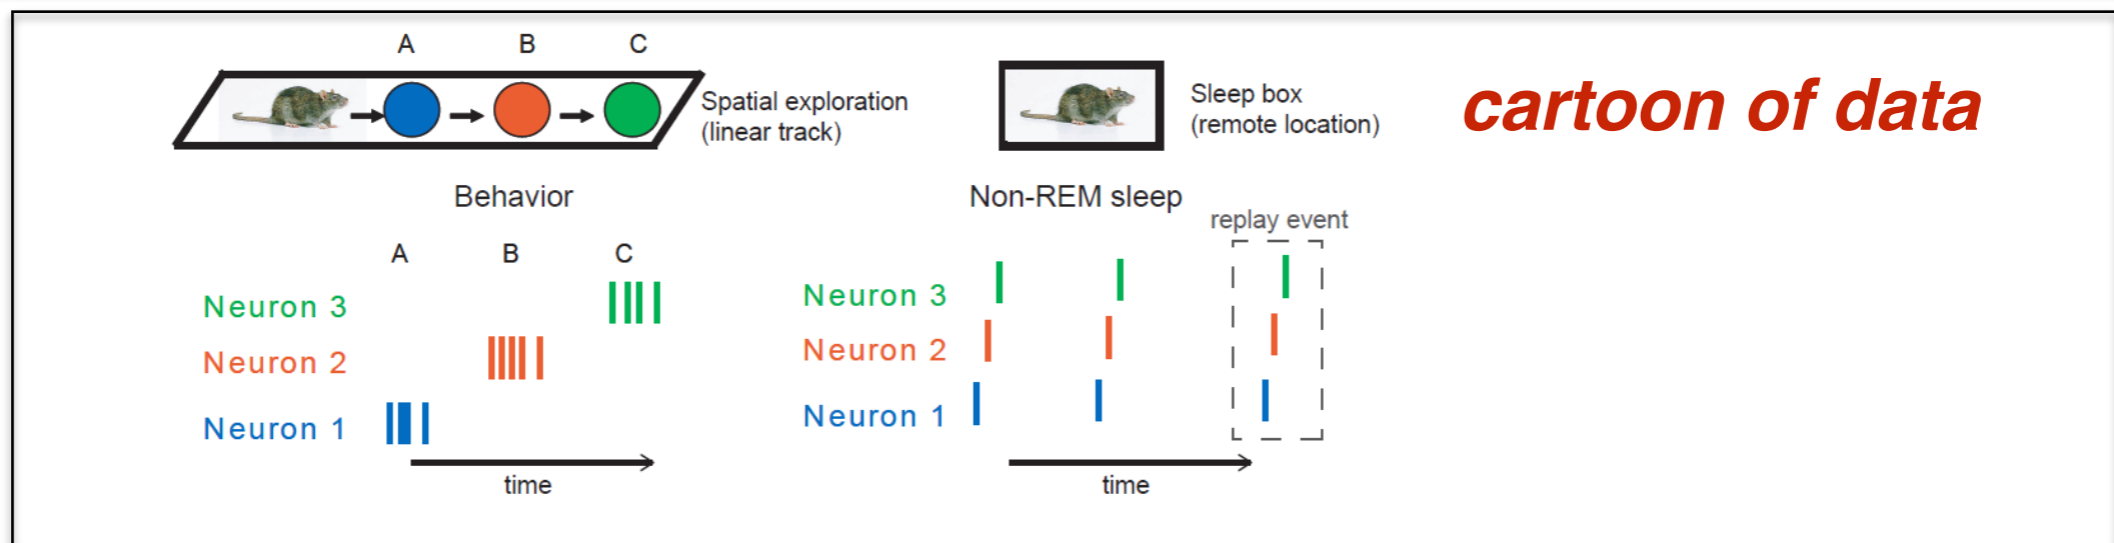 A B C
Spatial exploration
(linear track)
Sleep box
(remote location)
cartoon of data
Behavior
A B C
Neuron 3
Neuron 2
Neuron 1
time
Non-REM sleep
replay event
Neuron 3
Neuron 2
Neuron 1
time